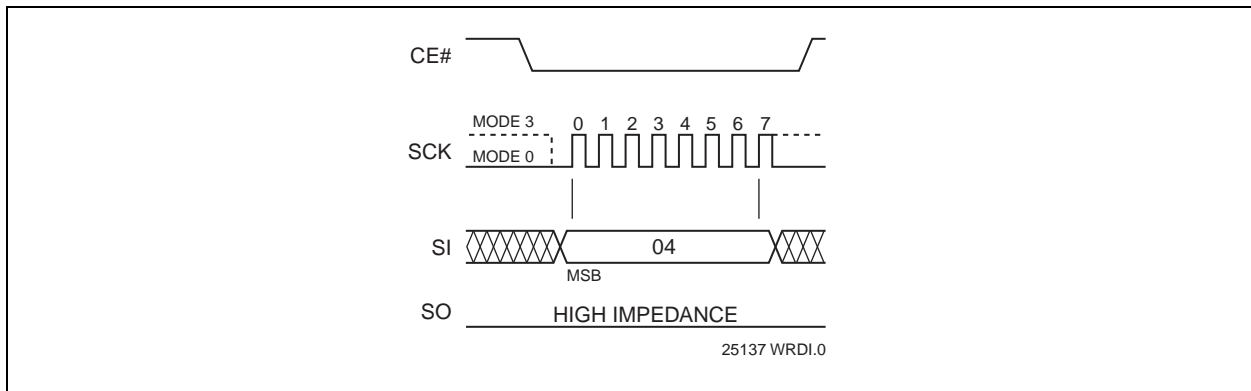 CE#
MODE 3
0 1 2 3 4 5 6 7
SCK
MODE 0
SI
04
MSB
SO
HIGH IMPEDANCE
25137 WRDI.0